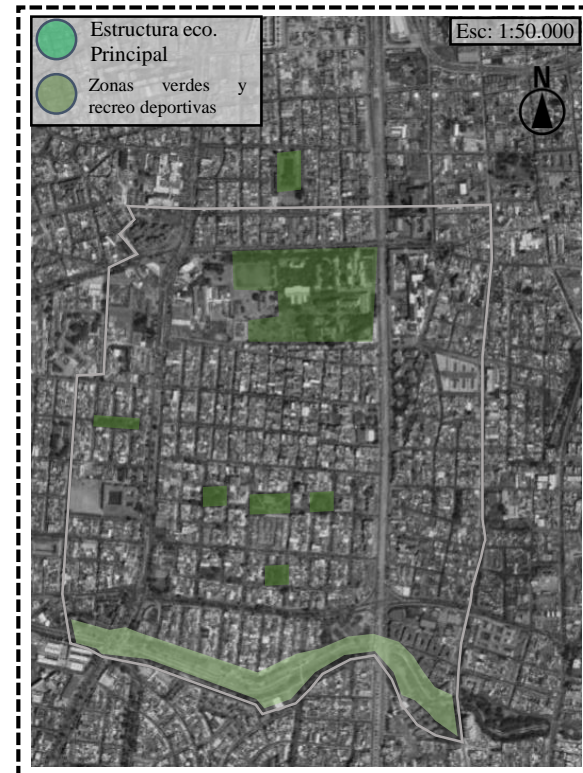 Estructura eco.
Principal
Zonas verdes y
recreo deportivas
Esc: 1:50.000
N